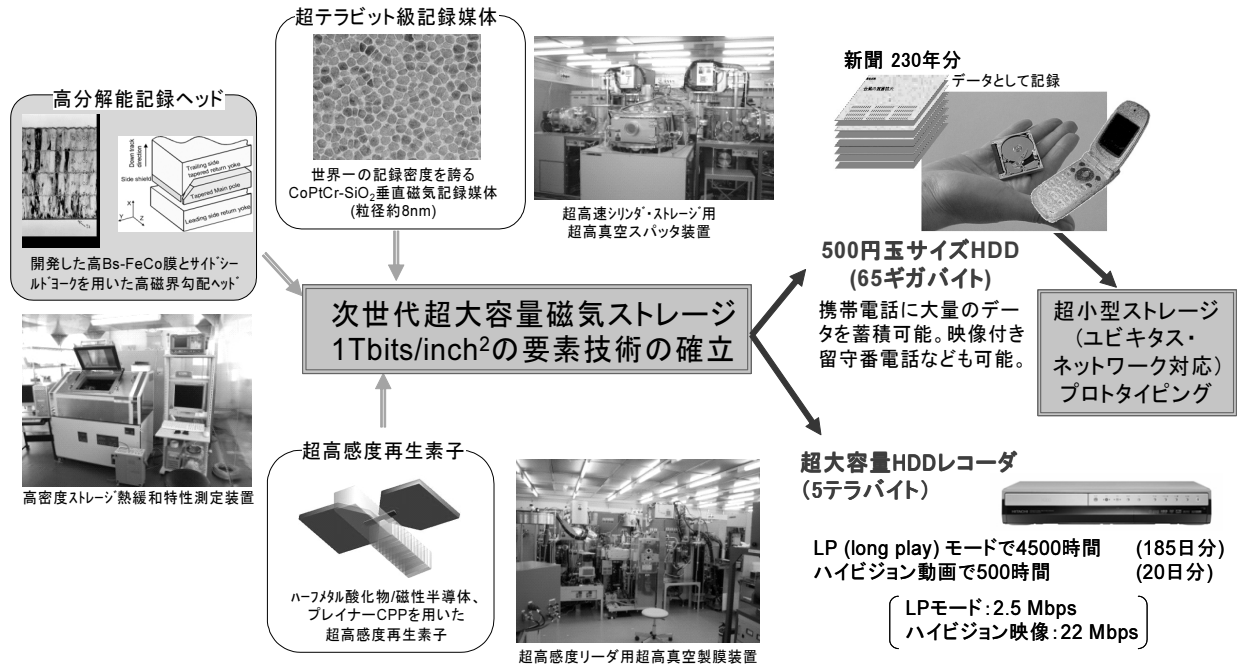 超テラビット級記録媒体
世界一の記録密度を誇る
CoPtCr-SiO₂垂直磁気記録媒体
(粒径約8nm)
超高速シリンダ・ストレージ用
超高真空スパッタ装置
新聞 230年分
データとして記録
高分解能記録ヘッド
Down track
direction
Side shield
Trailing side
tapered return yoke
Tapered Main pole
Leading side return yoke
X
Y
Z
開発した高Bs-FeCo膜とサイドシー
ルドヨークを用いた高磁界勾配ヘッド
500円玉サイズHDD
(65ギガバイト)
携帯電話に大量のデー
タを蓄積可能。映像付き
留守番電話なども可能。
次世代超大容量磁気ストレージ
1Tbits/inch²の要素技術の確立
超小型ストレージ
（ユビキタス・
ネットワーク対応）
プロトタイピング
高密度ストレージ熱緩和特性測定装置
超高感度再生素子
ハーフメタル酸化物/磁性半導体、
プレイナーCPPを用いた
超高感度再生素子
超高感度リーダ用超高真空製膜装置
超大容量HDDレコーダ
（5テラバイト）
LP (long play) モードで4500時間 (185日分)
ハイビジョン動画で500時間 (20日分)
LPモード：2.5 Mbps
ハイビジョン映像：22 Mbps